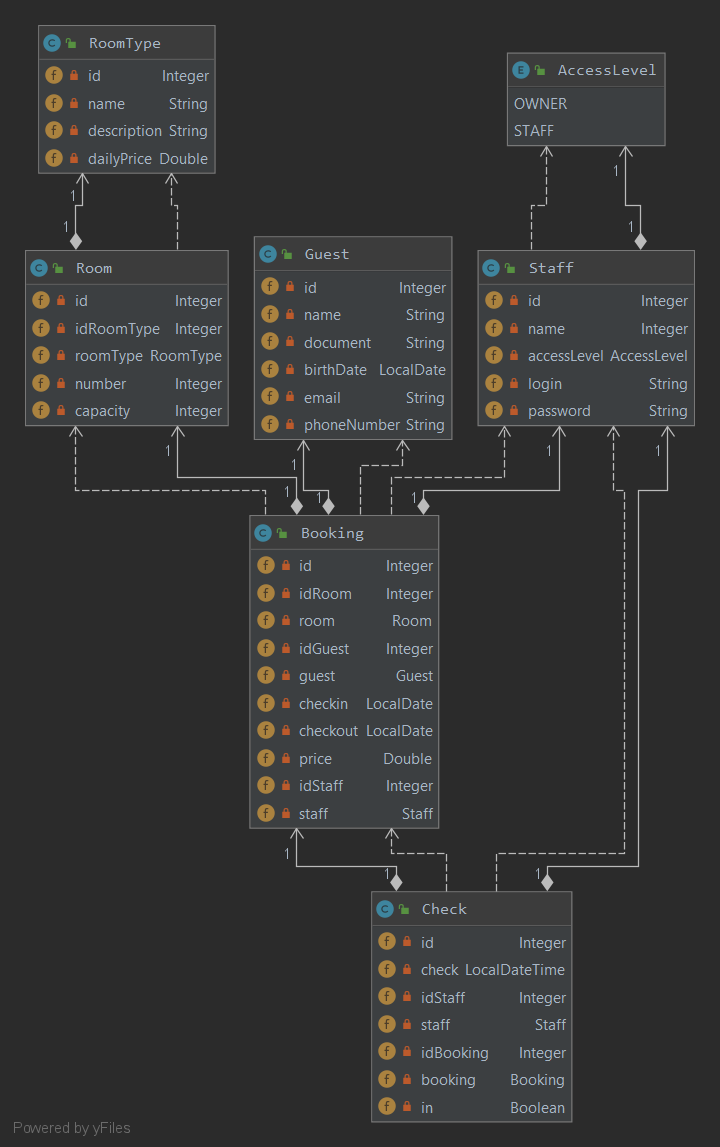 RoomType
id Integer
name String
description String
dailyPrice Double
AccessLevel
OWNER
STAFF
1
1
1
1
Room
id Integer
idRoomType Integer
roomType RoomType
number Integer
capacity Integer
Guest
id Integer
name String
document String
birthDate LocalDate
email String
phoneNumber String
Staff
id Integer
name Integer
accessLevel AccessLevel
login String
password String
1
1
1
1
1
1
1
Booking
id Integer
idRoom Integer
room Room
idGuest Integer
guest Guest
checkin LocalDate
checkout LocalDate
price Double
idStaff Integer
staff Staff
1
1
1
Check
id Integer
check LocalDateTime
idStaff Integer
staff Staff
idBooking Integer
booking Booking
in Boolean
Powered by yFiles